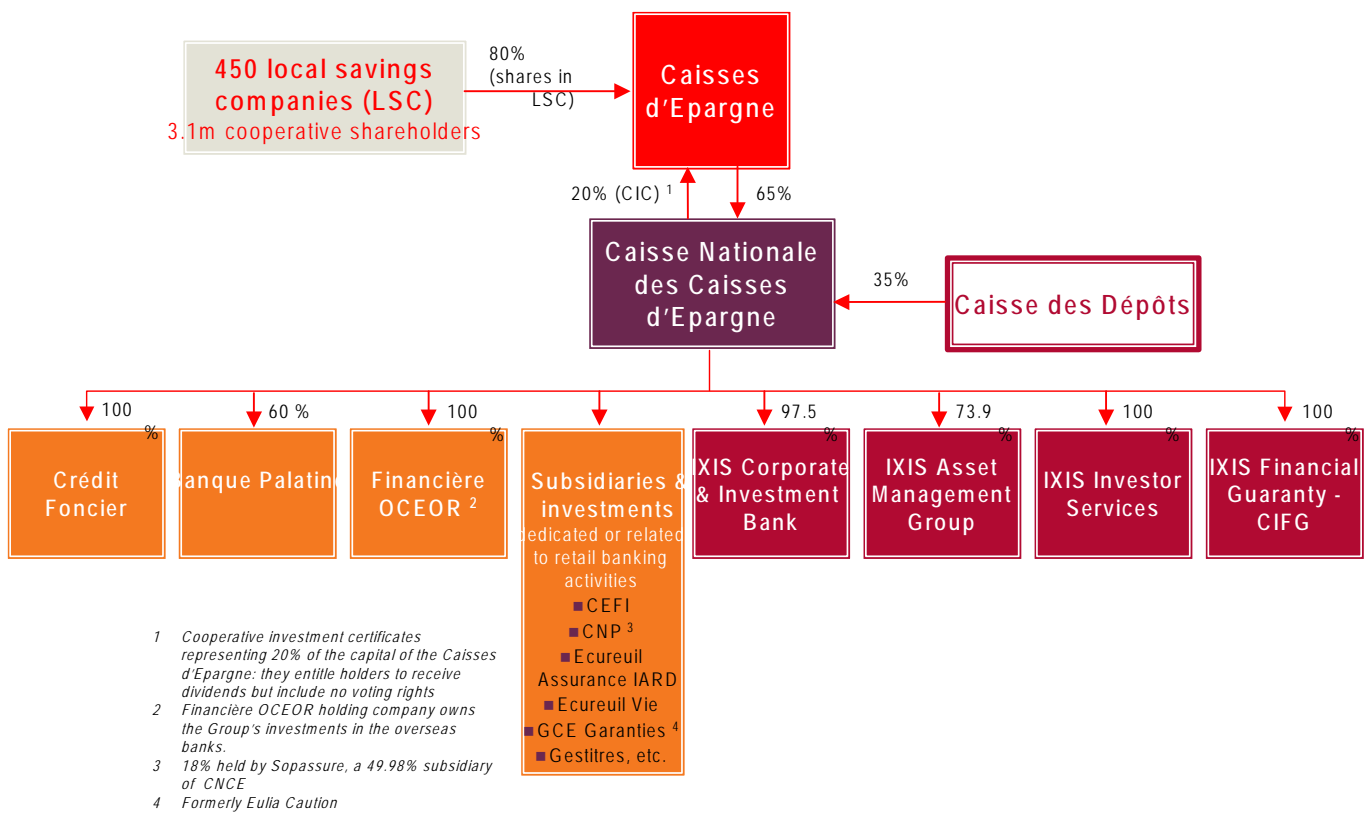 450 local savings
companies (LSC)
3.1m cooperative shareholders
80%
(shares in
LSC)
Caisses
d'Epargne
20% (CIC) 1
65%
Caisse Nationale
des Caisses
d'Epargne
35%
Caisse des Dépôts
100
%
60 %
100
%
97.5
%
73.9
%
100
%
100
%
Crédit
Foncier
Banque Palatine
Financière
OCEOR 2
Subsidiaries &
investments
dedicated or related
to retail banking
activities
■ CEFI
■ CNP 3
■ Ecureuil
Assurance IARD
■ Ecureuil Vie
■ GCE Garanties 4
■ Gestitres, etc.
IXIS Corporate
& Investment
Bank
IXIS Asset
Management
Group
IXIS Investor
Services
IXIS Financial
Guaranty -
CIFG
1 Cooperative investment certificates
representing 20% of the capital of the Caisses
d'Epargne: they entitle holders to receive
dividends but include no voting rights
2 Financière OCEOR holding company owns
the Group's investments in the overseas
banks.
3 18% held by Sopassure, a 49.98% subsidiary
of CNCE
4 Formerly Eulia Caution